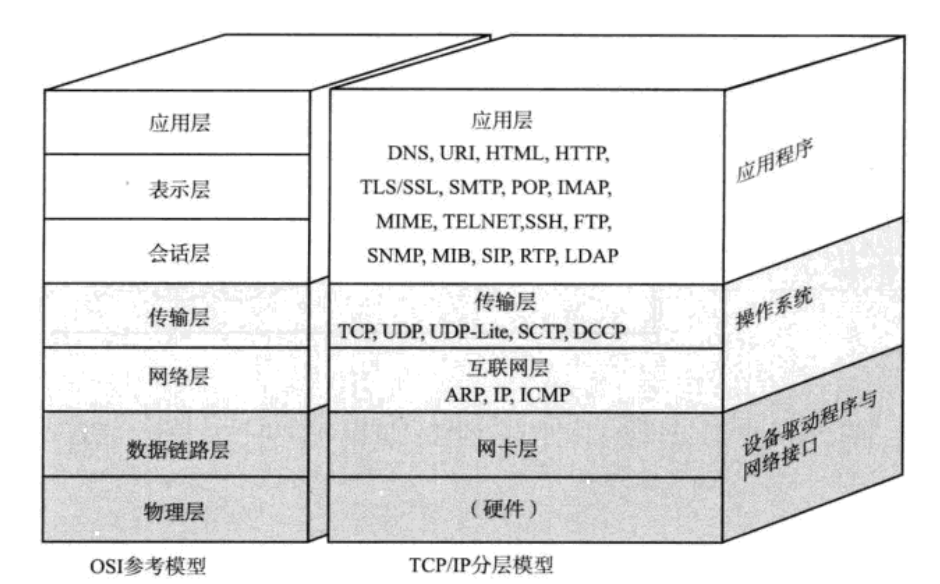 应用层
表示层
会话层
传输层
网络层
数据链路层
物理层
OSI参考模型
应用层
DNS, URI, HTML, HTTP,
TLS/SSL, SMTP, POP, IMAP,
MIME, TELNET,SSH, FTP,
SNMP, MIB, SIP, RTP, LDAP
传输层
TCP, UDP, UDP-Lite, SCTP, DCCP
互联网层
ARP, IP, ICMP
网卡层
（硬件）
TCP/IP分层模型
应用程序
操作系统
设备驱动程序与
网络接口